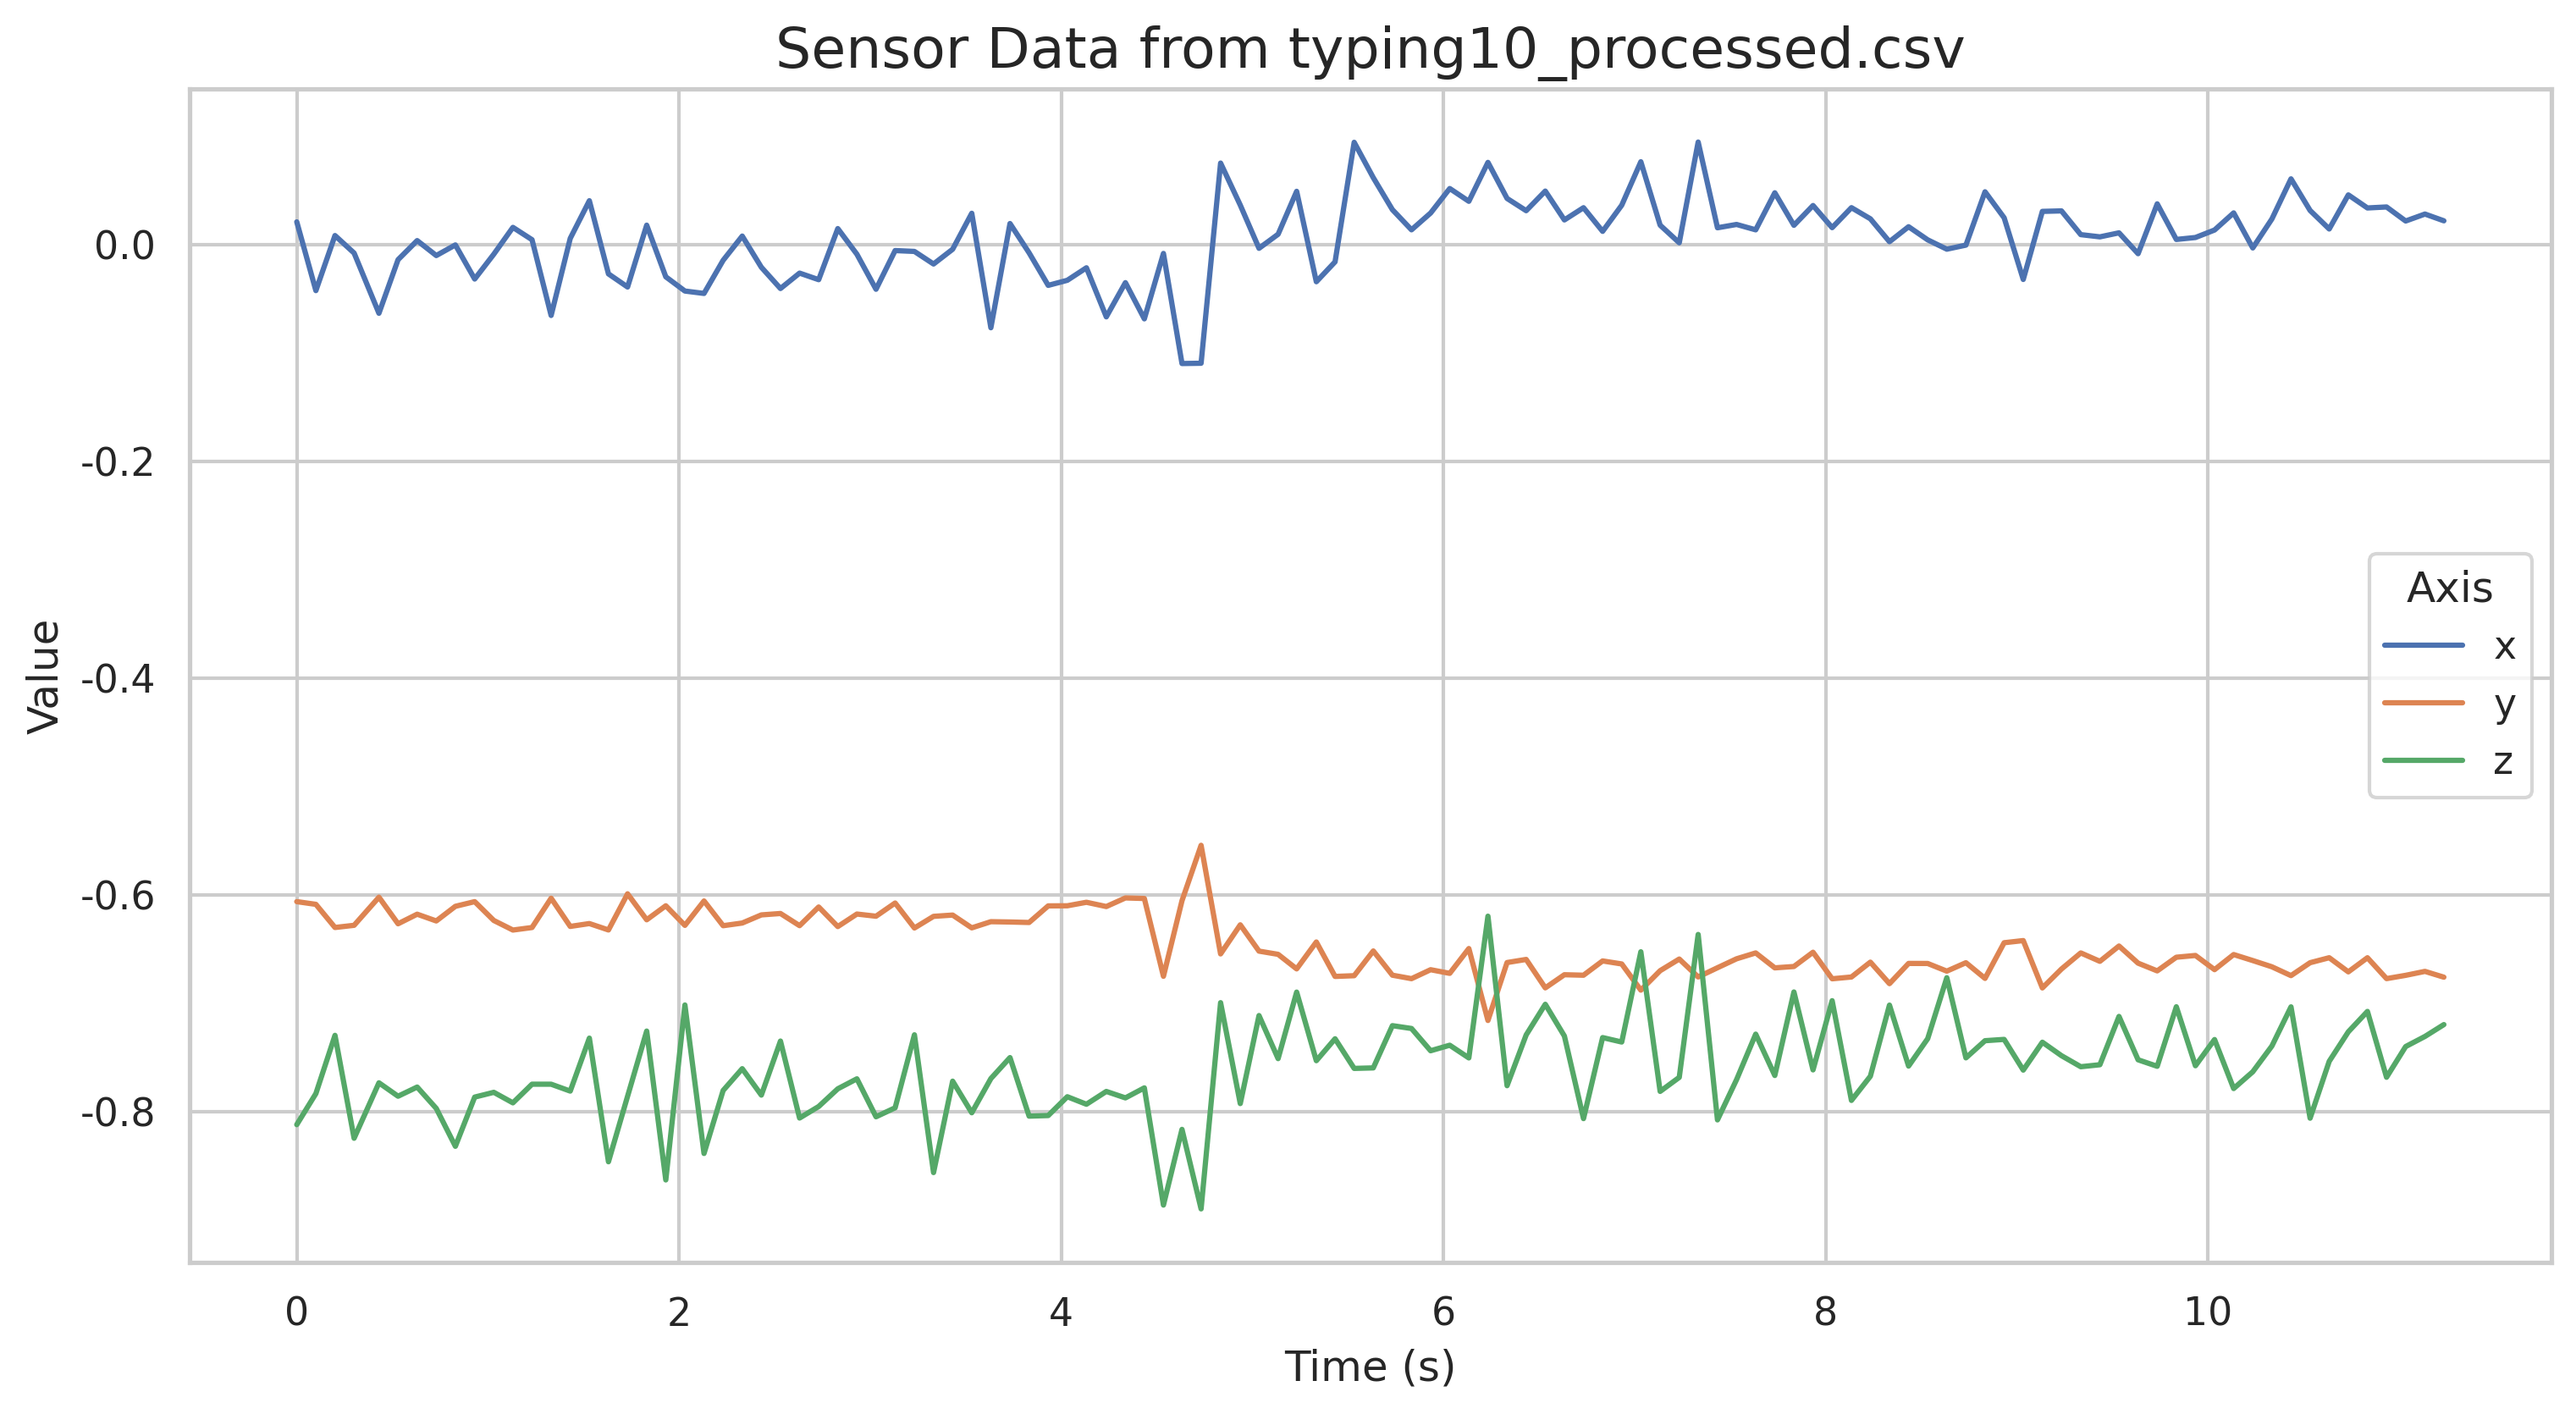 Sensor Data from typing10_processed.csv
0.0
-0.2
-0.4
-0.6
-0.8
Value
Axis
x
y
z
0 2 4 6 8 10
Time (s)